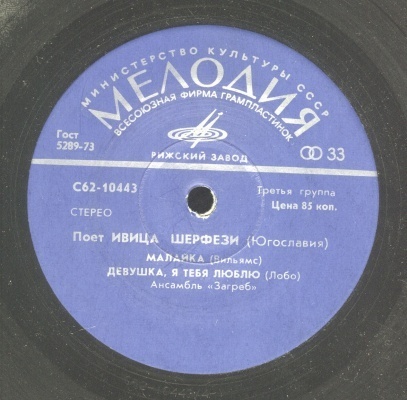 МИНИСТЕРСТВО КУЛЬТУРЫ СССР
МЕЛОДИЯ
ВСЕСОЮЗНАЯ ФИРМА ГРАМПЛАСТИНОК
Гост
5289-73
33
РИЖСКИЙ ЗАВОД
С62-10443
Третья группа
СТЕРЕО
Цена 85 коп.
Поет ИВИЦА ШЕРФЕЗИ (Югославия)
МАЛАЙКА (Вильямс)
ДЕВУШКА, Я ТЕБЯ ЛЮБЛЮ (Лобо)
Ансамбль «Загреб»